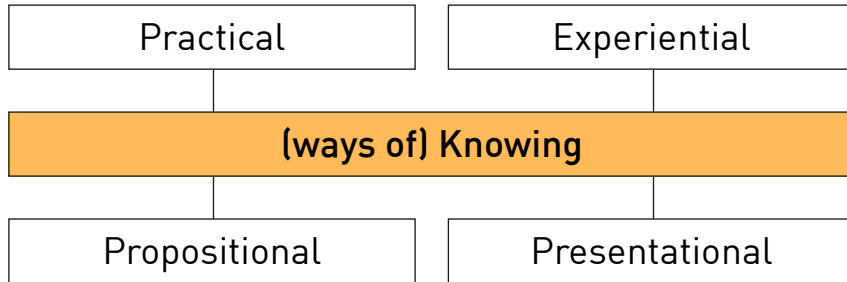 Practical
Experiential
(ways of) Knowing
Propositional
Presentational